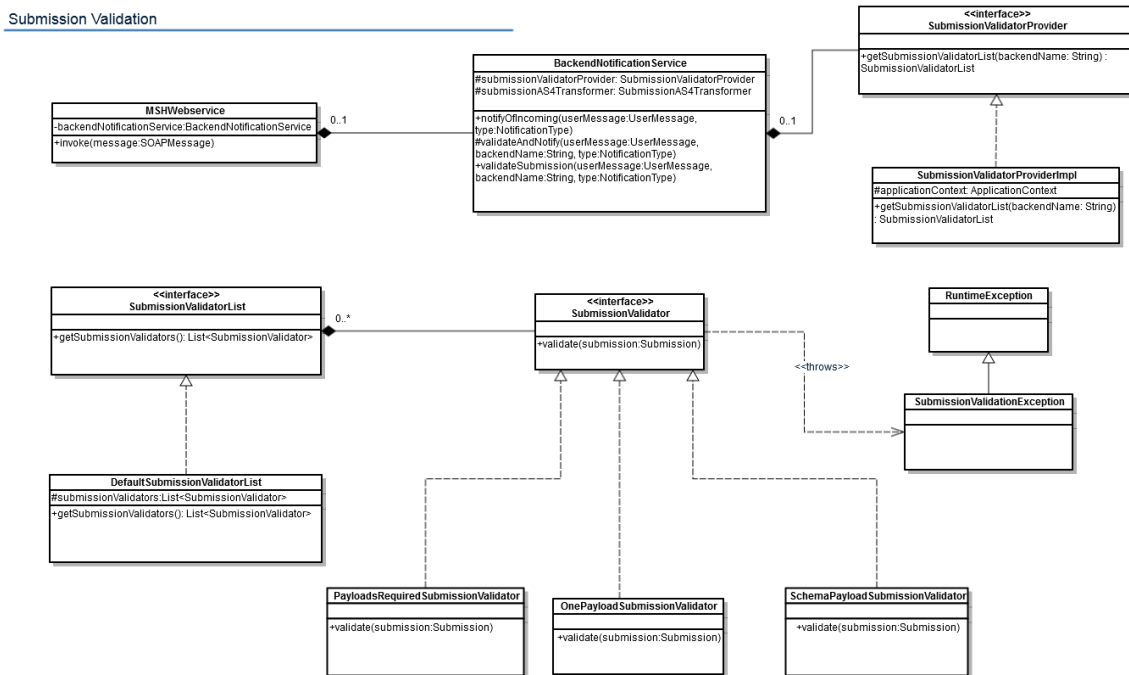 Submission Validation
<<interface>>
SubmissionValidatorProvider
+getSubmissionValidatorList(backendName: String) :
SubmissionValidatorList
BackendNotificationService
#submissionValidatorProvider: SubmissionValidatorProvider
#submissionAS4Transformer: SubmissionAS4Transformer
+notifyOfIncoming(userMessage:UserMessage,
type:NotificationType)
#validateAndNotify(userMessage:UserMessage,
backendName:String, type:NotificationType)
+validateSubmission(userMessage:UserMessage,
backendName:String, type:NotificationType)
0..1
MSHWebservice
-backendNotificationService:BackendNotificationService
+invoke(message:SOAPMessage)
0..1
SubmissionValidatorProviderImpl
#applicationContext: ApplicationContext
+getSubmissionValidatorList(backendName: String)
: SubmissionValidatorList
<<interface>>
SubmissionValidatorList
+getSubmissionValidators(): List<SubmissionValidator>
0..*
<<interface>>
SubmissionValidator
+validate(submission:Submission)
<<throws>>
RuntimeException
SubmissionValidationException
DefaultSubmissionValidatorList
#submissionValidators:List<SubmissionValidator>
+getSubmissionValidators(): List<SubmissionValidator>
PayloadsRequiredSubmissionValidator
+validate(submission:Submission)
OnePayloadSubmissionValidator
+validate(submission:Submission)
SchemaPayloadSubmissionValidator
+validate(submission:Submission)